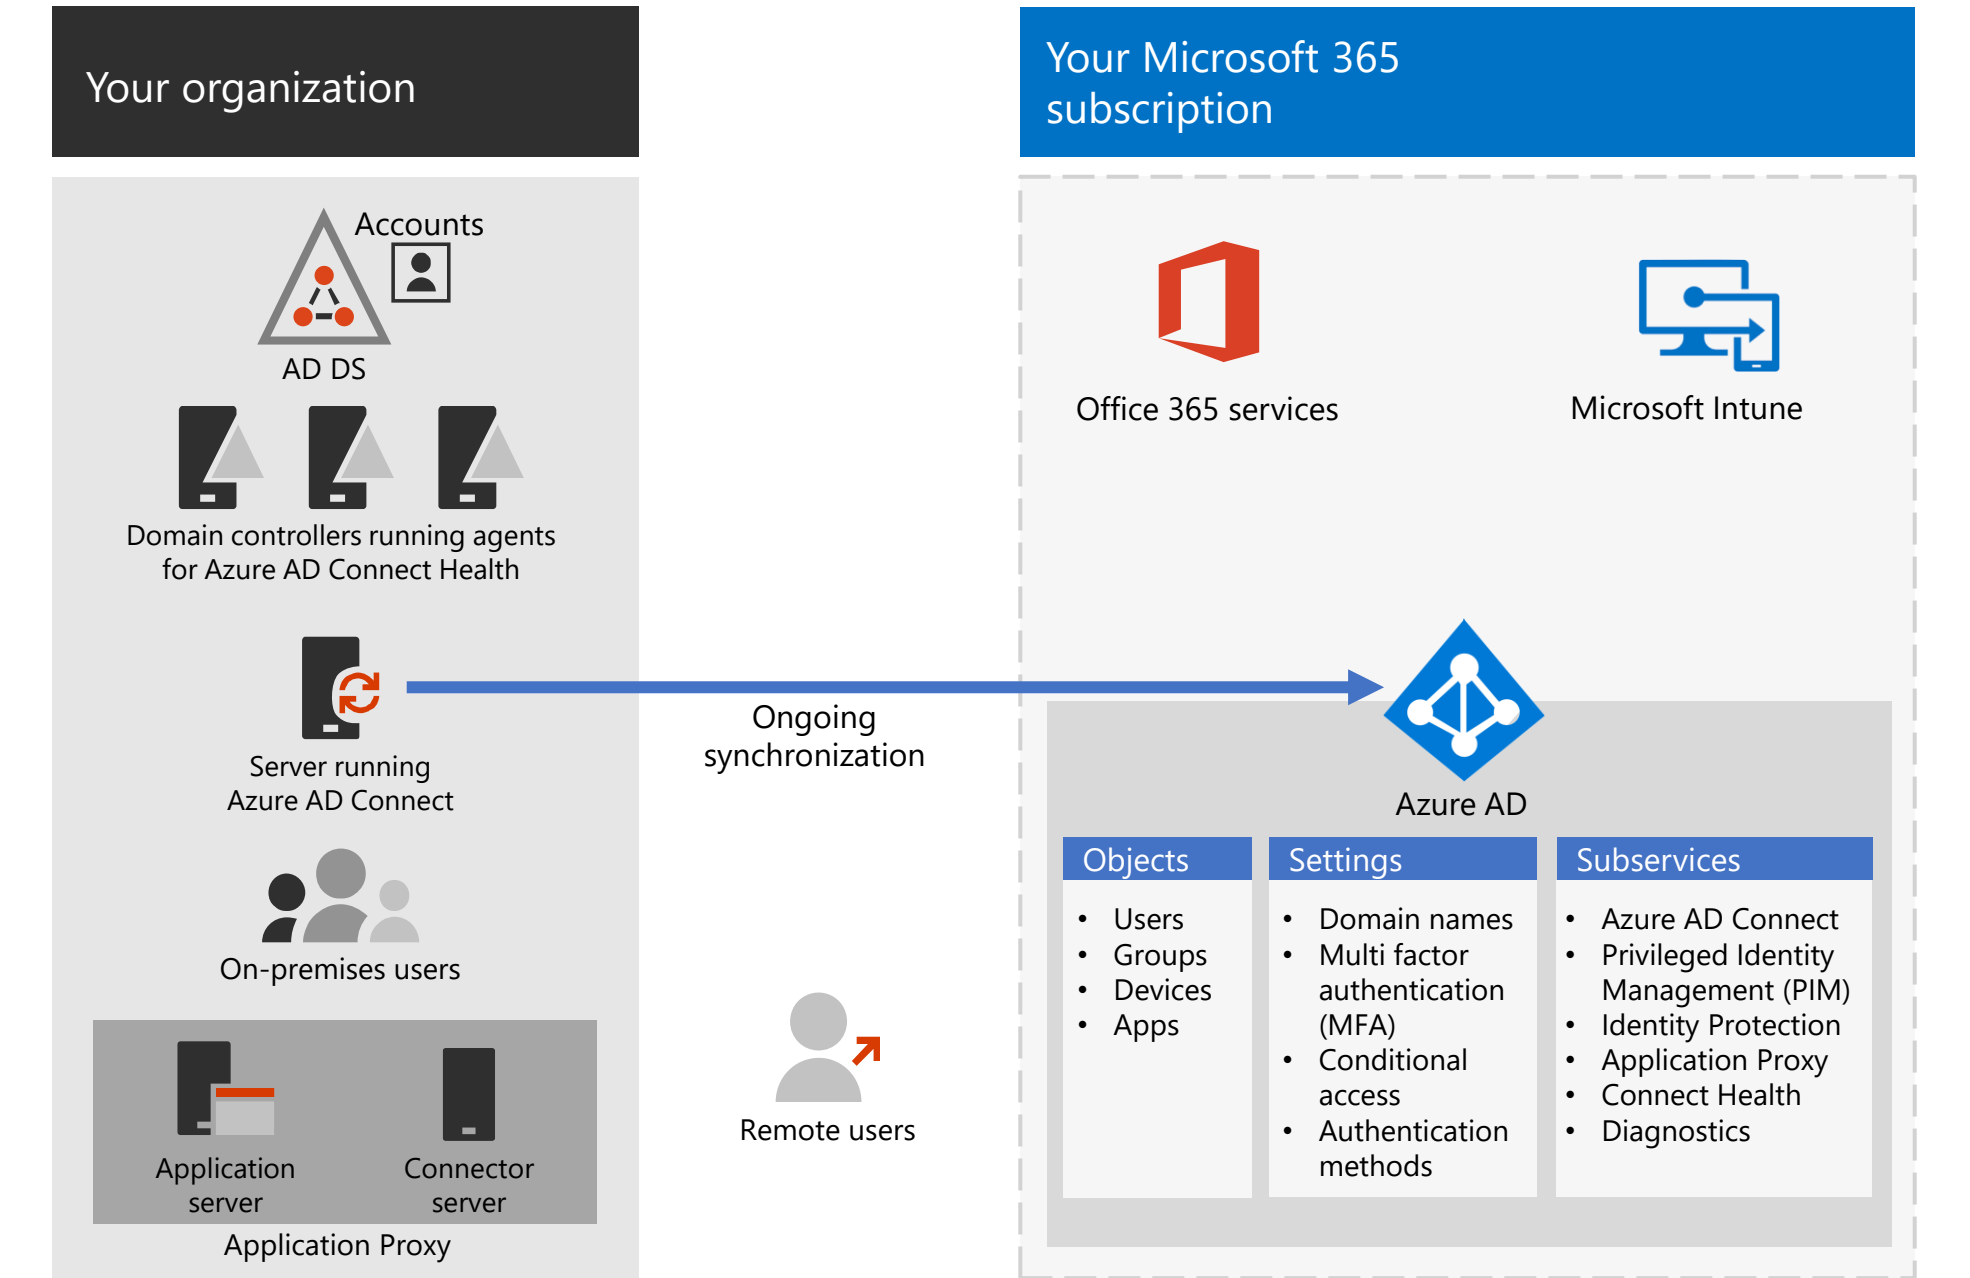 Your organization
Accounts
AD DS
Domain controllers running agents
for Azure AD Connect Health
Server running
Azure AD Connect
On-premises users
Application
server
Connector
server
Application Proxy
Ongoing
synchronization
Remote users
Your Microsoft 365
subscription
Office 365 services
Microsoft Intune
Azure AD
Objects
• Users
• Groups
• Devices
• Apps
Settings
• Domain names
• Multi factor
authentication
(MFA)
• Conditional
access
• Authentication
methods
Subservices
• Azure AD Connect
• Privileged Identity
Management (PIM)
• Identity Protection
• Application Proxy
• Connect Health
• Diagnostics